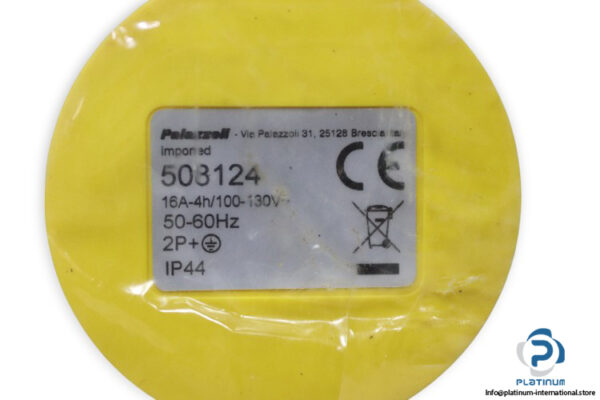 Palazzoli - Via Palazzoli 31, 25128 Brescia Italy
Imported
508124
16A-4h/100-130V~
50-60Hz
2P+
IP44
CE
PLATINUM
Info@platinum-international.store